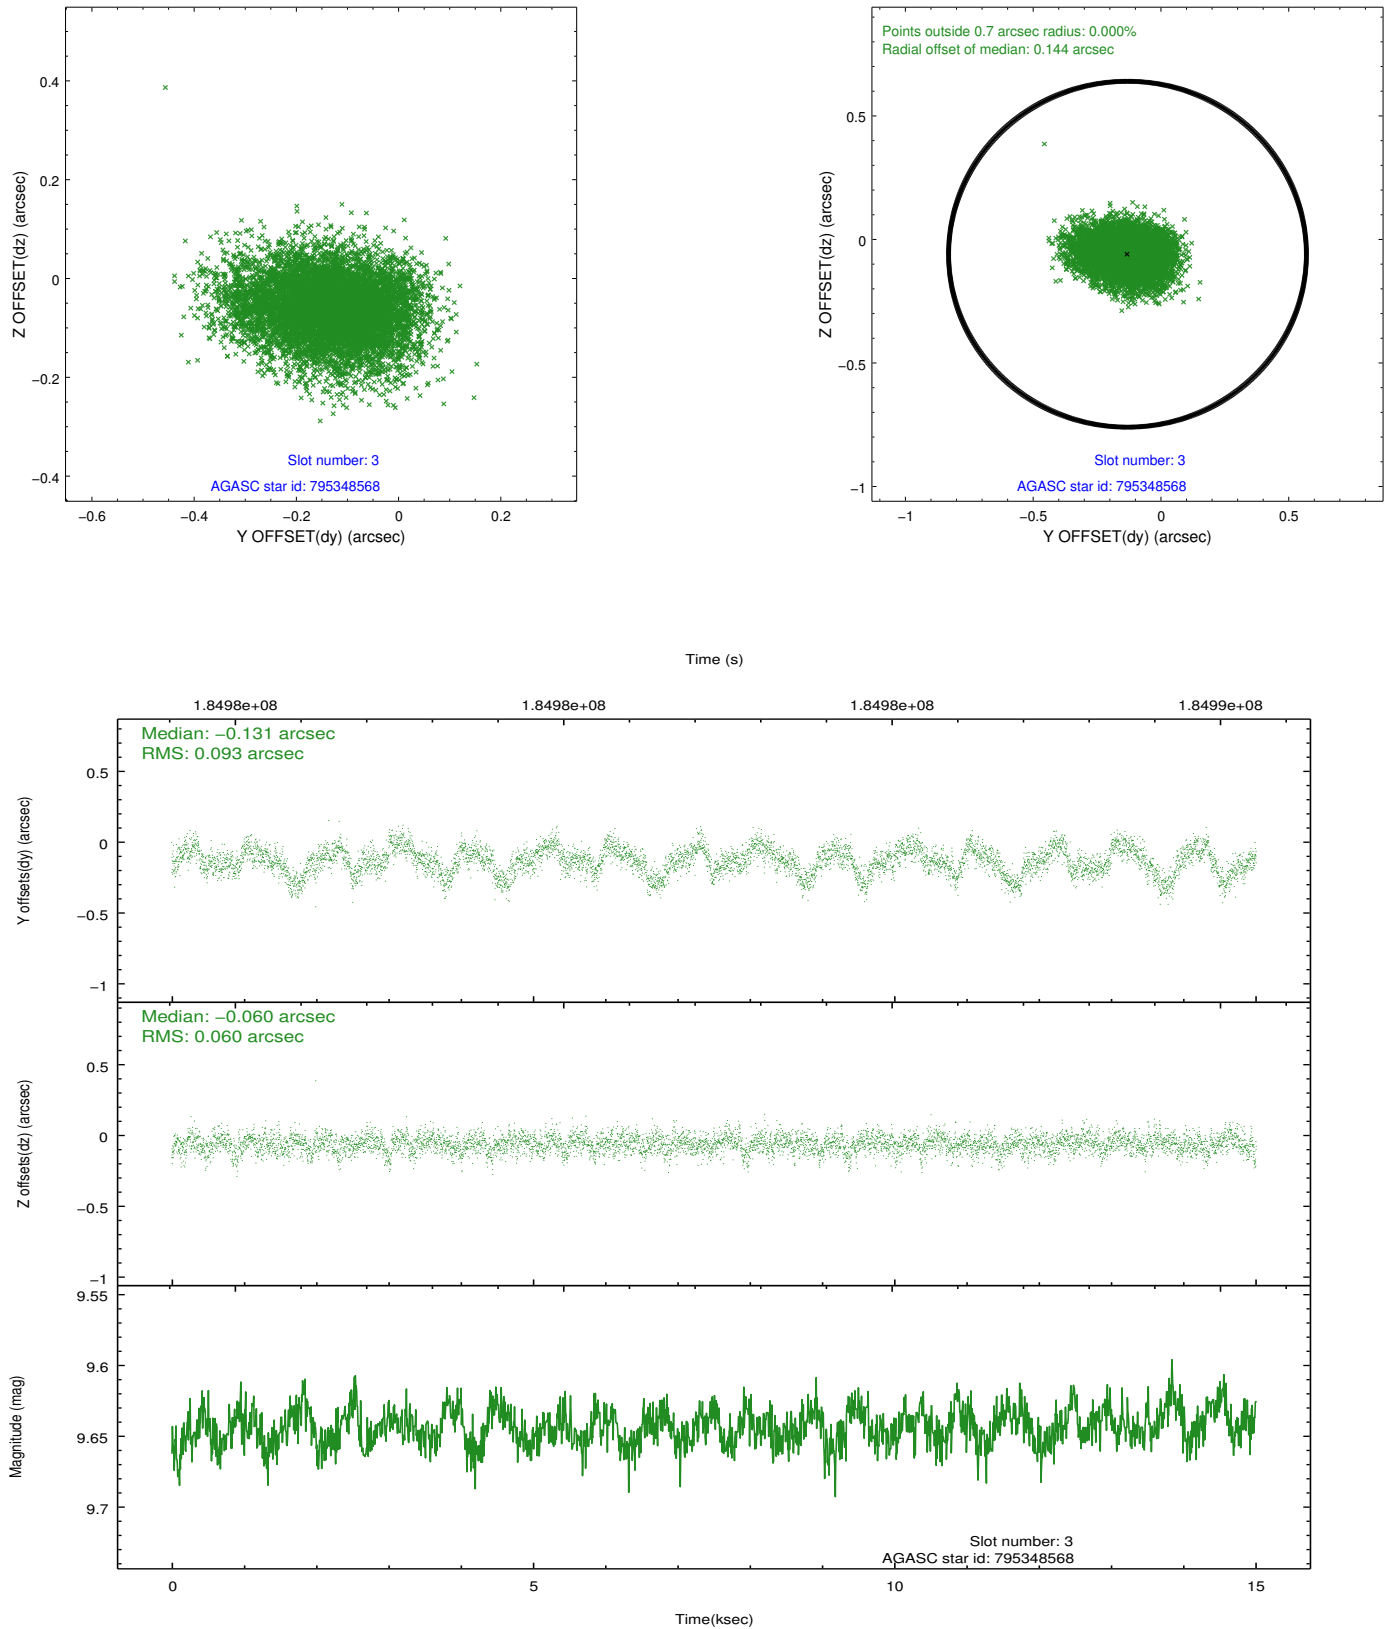 0.4
0.2
0
−0.2
−0.4
Z OFFSET(dz) (arcsec)
Slot number: 3
AGASC star id: 795348568
−0.6
−0.4
−0.2
0
0.2
Y OFFSET(dy) (arcsec)
Points outside 0.7 arcsec radius: 0.000%
Radial offset of median: 0.144 arcsec
0.5
0
−0.5
−1
Z OFFSET(dz) (arcsec)
Slot number: 3
AGASC star id: 795348568
−1
−0.5
0
0.5
Y OFFSET(dy) (arcsec)
Time (s)
1.8498e+08
1.8498e+08
1.8498e+08
1.8499e+08
Median: −0.131 arcsec
RMS: 0.093 arcsec
0.5
0
−0.5
−1
Y offsets(dy) (arcsec)
Median: −0.060 arcsec
RMS: 0.060 arcsec
0.5
0
−0.5
−1
Z offsets(dz) (arcsec)
9.55
9.6
9.65
9.7
Magnitude (mag)
Slot number: 3
AGASC star id: 795348568
0
5
10
15
Time(ksec)